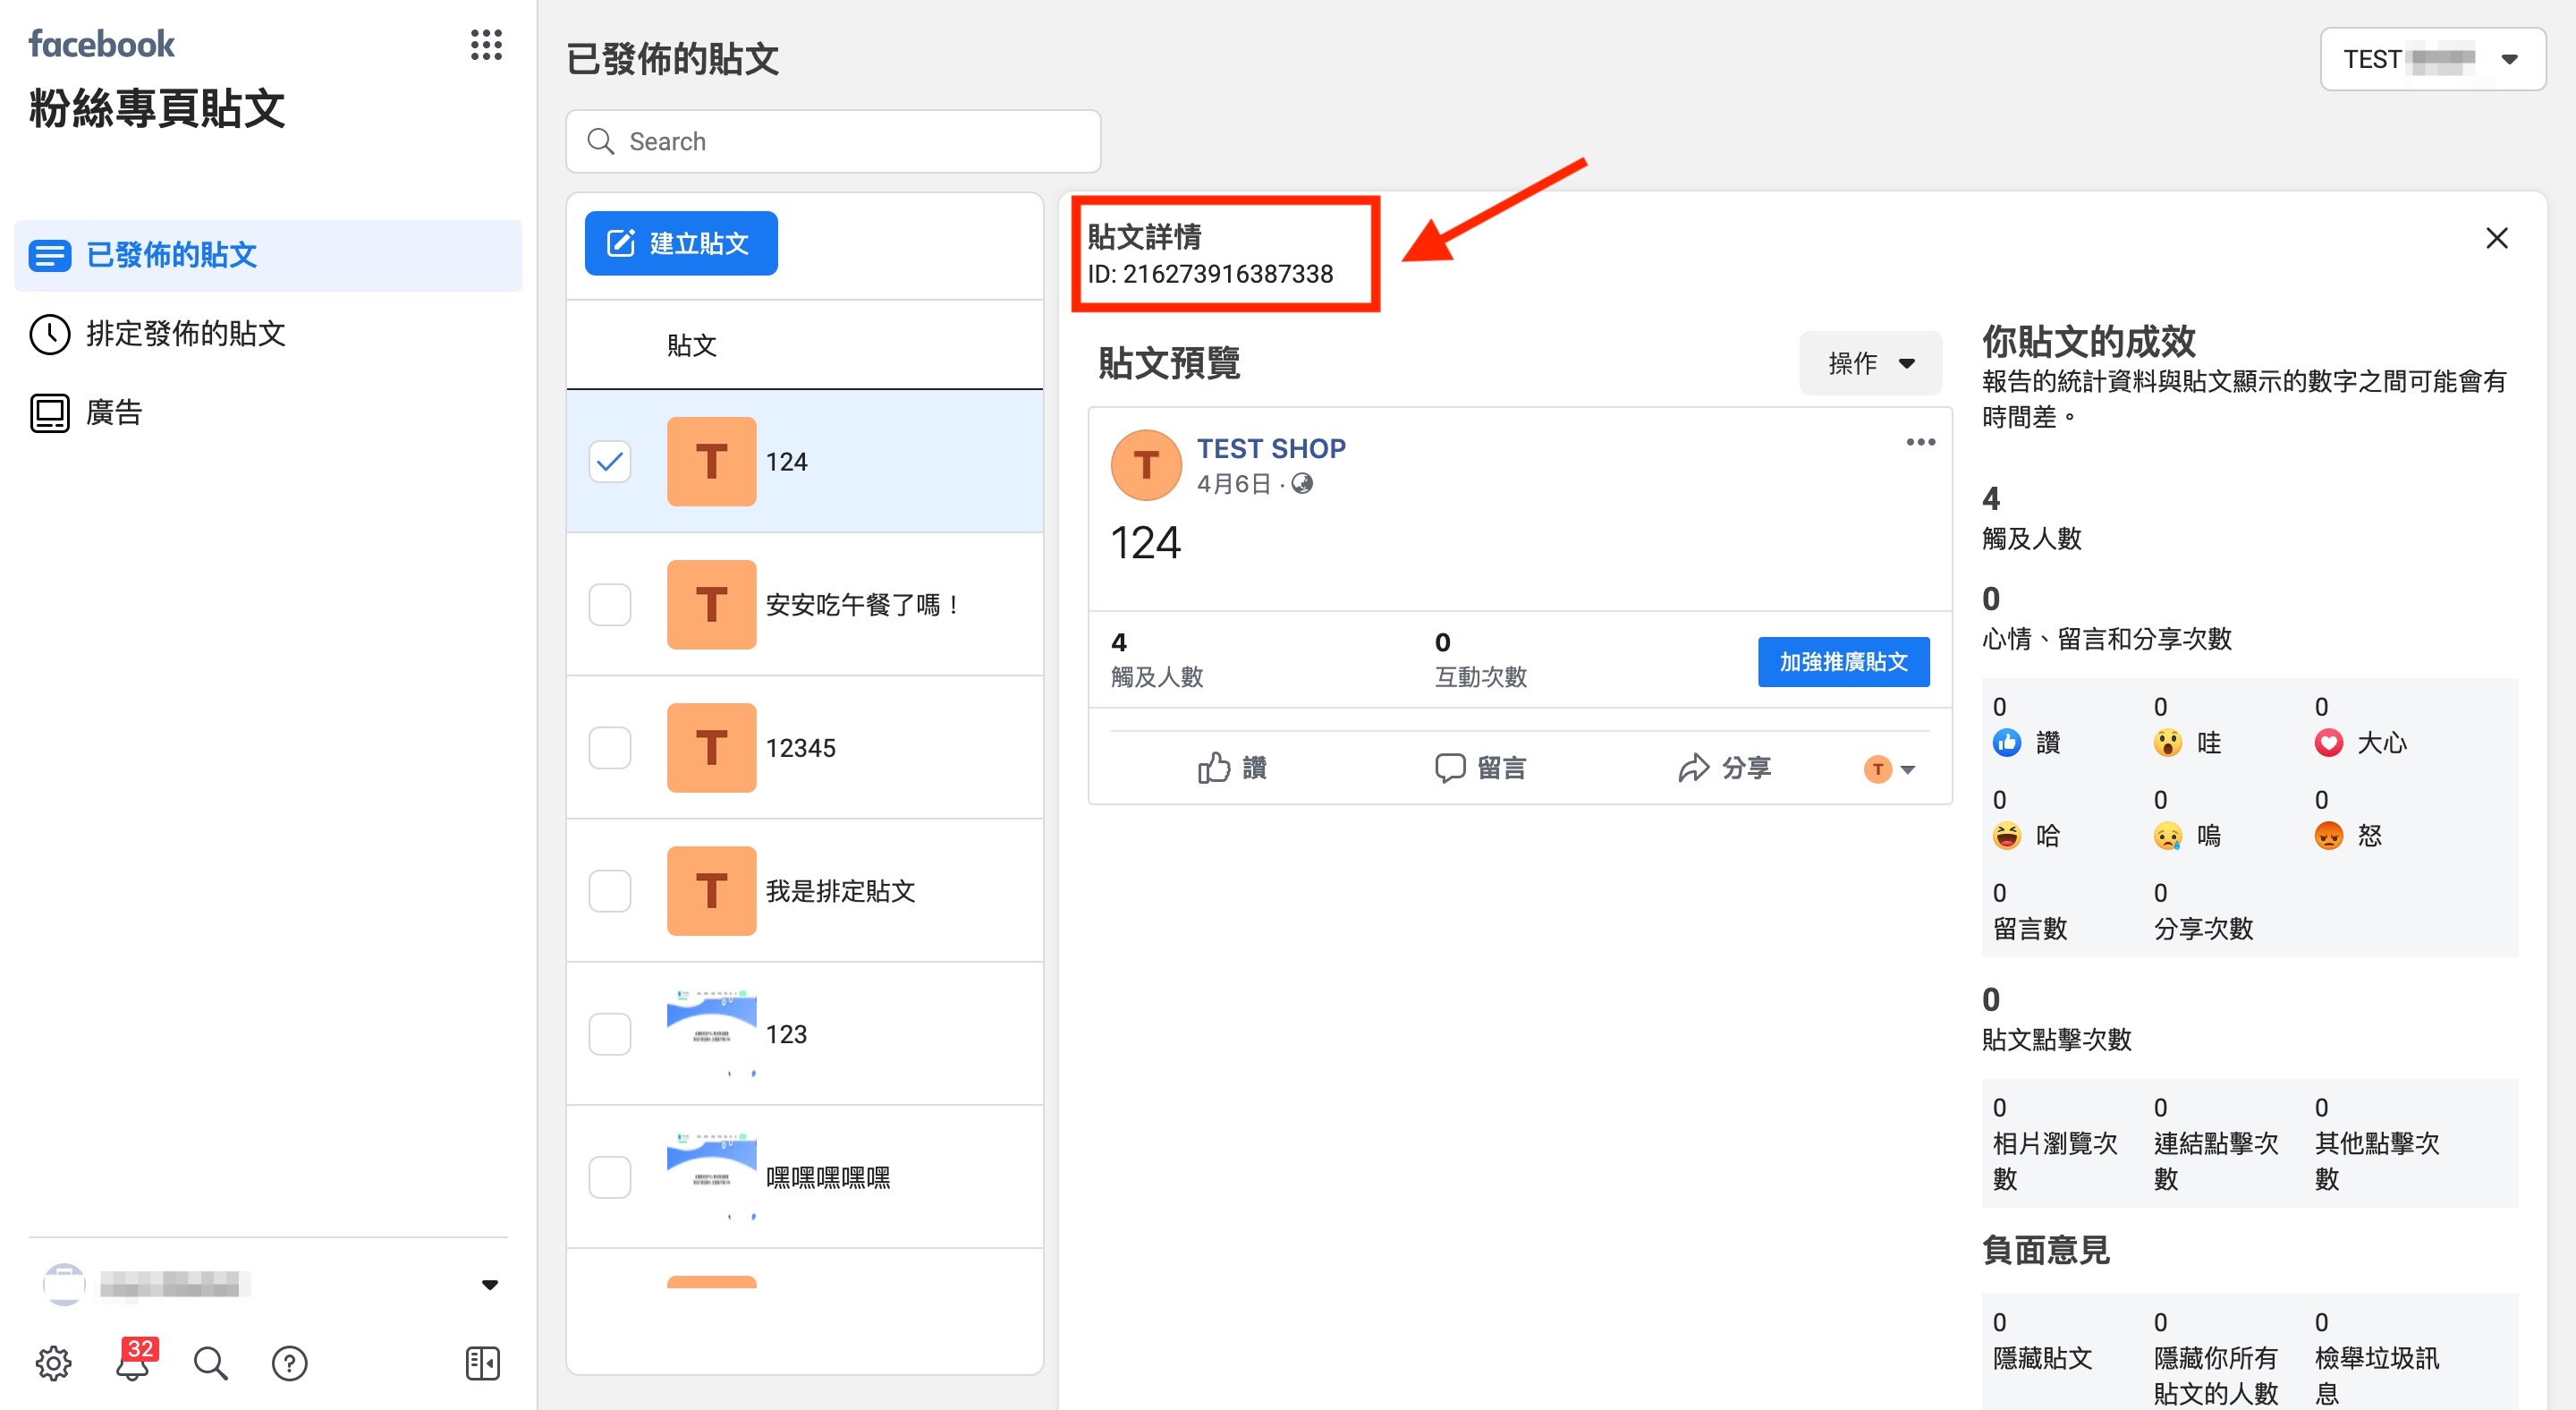 facebook
粉絲專頁貼文
已發佈的貼文
排定發佈的貼文
廣告
32
已發佈的貼文
TEST
Search
建立貼文
貼文
T 124
T 安安吃午餐了嗎！
T 12345
T 我是排定貼文
123
嘿嘿嘿嘿嘿
貼文詳情
ID: 216273916387338
貼文預覽
操作
T
TEST SHOP
4月6日 ·
124
4
觸及人數
0
互動次數
加強推廣貼文
讚
留言
分享
T
你貼文的成效
報告的統計資料與貼文顯示的數字之間可能會有
時間差。
4
觸及人數
0
心情、留言和分享次數
0 0 0
讚 哇 大心
0 0 0
哈 嗚 怒
0 0
留言數 分享次數
0
貼文點擊次數
0 0 0
相片瀏覽次 連結點擊次 其他點擊次
數 數 數
負面意見
0 0 0
隱藏貼文 隱藏你所有 檢舉垃圾訊
貼文的人數 息